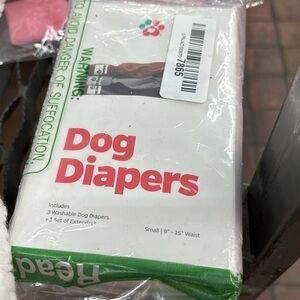 TO AVOID DANGER OF SUFFOCATION,
WARNING:
7865
Dog
Diapers
Includes
3 Washable Dog Diapers
+ 1 Set of Extenders
Small | 9" - 15" Waist
Read